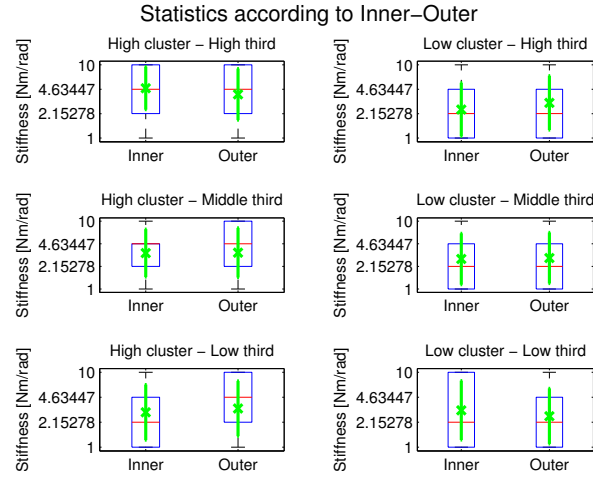 Statistics according to Inner−Outer
High cluster − High third
Low cluster − High third
Stiffness [Nm/rad]
10
4.63447
2.15278
1
Inner
Outer
Stiffness [Nm/rad]
10
4.63447
2.15278
1
Inner
Outer
High cluster − Middle third
Low cluster − Middle third
Stiffness [Nm/rad]
10
4.63447
2.15278
1
Inner
Outer
Stiffness [Nm/rad]
10
4.63447
2.15278
1
Inner
Outer
High cluster − Low third
Low cluster − Low third
Stiffness [Nm/rad]
10
4.63447
2.15278
1
Inner
Outer
Stiffness [Nm/rad]
10
4.63447
2.15278
1
Inner
Outer